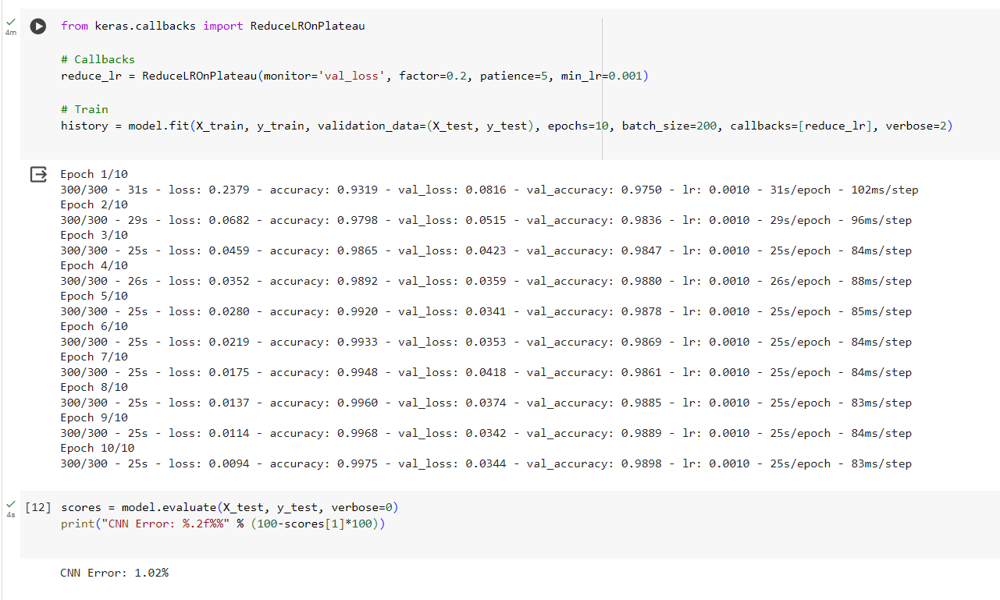 4m
from keras.callbacks import ReduceLROnPlateau
# Callbacks
reduce_lr = ReduceLROnPlateau(monitor='val_loss', factor=0.2, patience=5, min_lr=0.001)
# Train
history = model.fit(X_train, y_train, validation_data=(X_test, y_test), epochs=10, batch_size=200, callbacks=[reduce_lr], verbose=2)
Epoch 1/10
300/300 - 31s - loss: 0.2379 - accuracy: 0.9319 - val_loss: 0.0816 - val_accuracy: 0.9750 - lr: 0.0010 - 31s/epoch - 102ms/step
Epoch 2/10
300/300 - 29s - loss: 0.0682 - accuracy: 0.9798 - val_loss: 0.0515 - val_accuracy: 0.9836 - lr: 0.0010 - 29s/epoch - 96ms/step
Epoch 3/10
300/300 - 25s - loss: 0.0459 - accuracy: 0.9865 - val_loss: 0.0423 - val_accuracy: 0.9847 - lr: 0.0010 - 25s/epoch - 84ms/step
Epoch 4/10
300/300 - 26s - loss: 0.0352 - accuracy: 0.9892 - val_loss: 0.0359 - val_accuracy: 0.9880 - lr: 0.0010 - 26s/epoch - 88ms/step
Epoch 5/10
300/300 - 25s - loss: 0.0280 - accuracy: 0.9920 - val_loss: 0.0341 - val_accuracy: 0.9878 - lr: 0.0010 - 25s/epoch - 85ms/step
Epoch 6/10
300/300 - 25s - loss: 0.0219 - accuracy: 0.9933 - val_loss: 0.0353 - val_accuracy: 0.9869 - lr: 0.0010 - 25s/epoch - 84ms/step
Epoch 7/10
300/300 - 25s - loss: 0.0175 - accuracy: 0.9948 - val_loss: 0.0418 - val_accuracy: 0.9861 - lr: 0.0010 - 25s/epoch - 84ms/step
Epoch 8/10
300/300 - 25s - loss: 0.0137 - accuracy: 0.9960 - val_loss: 0.0374 - val_accuracy: 0.9885 - lr: 0.0010 - 25s/epoch - 83ms/step
Epoch 9/10
300/300 - 25s - loss: 0.0114 - accuracy: 0.9968 - val_loss: 0.0342 - val_accuracy: 0.9889 - lr: 0.0010 - 25s/epoch - 84ms/step
Epoch 10/10
300/300 - 25s - loss: 0.0094 - accuracy: 0.9975 - val_loss: 0.0344 - val_accuracy: 0.9898 - lr: 0.0010 - 25s/epoch - 83ms/step
4s
[12] scores = model.evaluate(X_test, y_test, verbose=0)
print("CNN Error: %.2f%%" % (100-scores[1]*100))
CNN Error: 1.02%